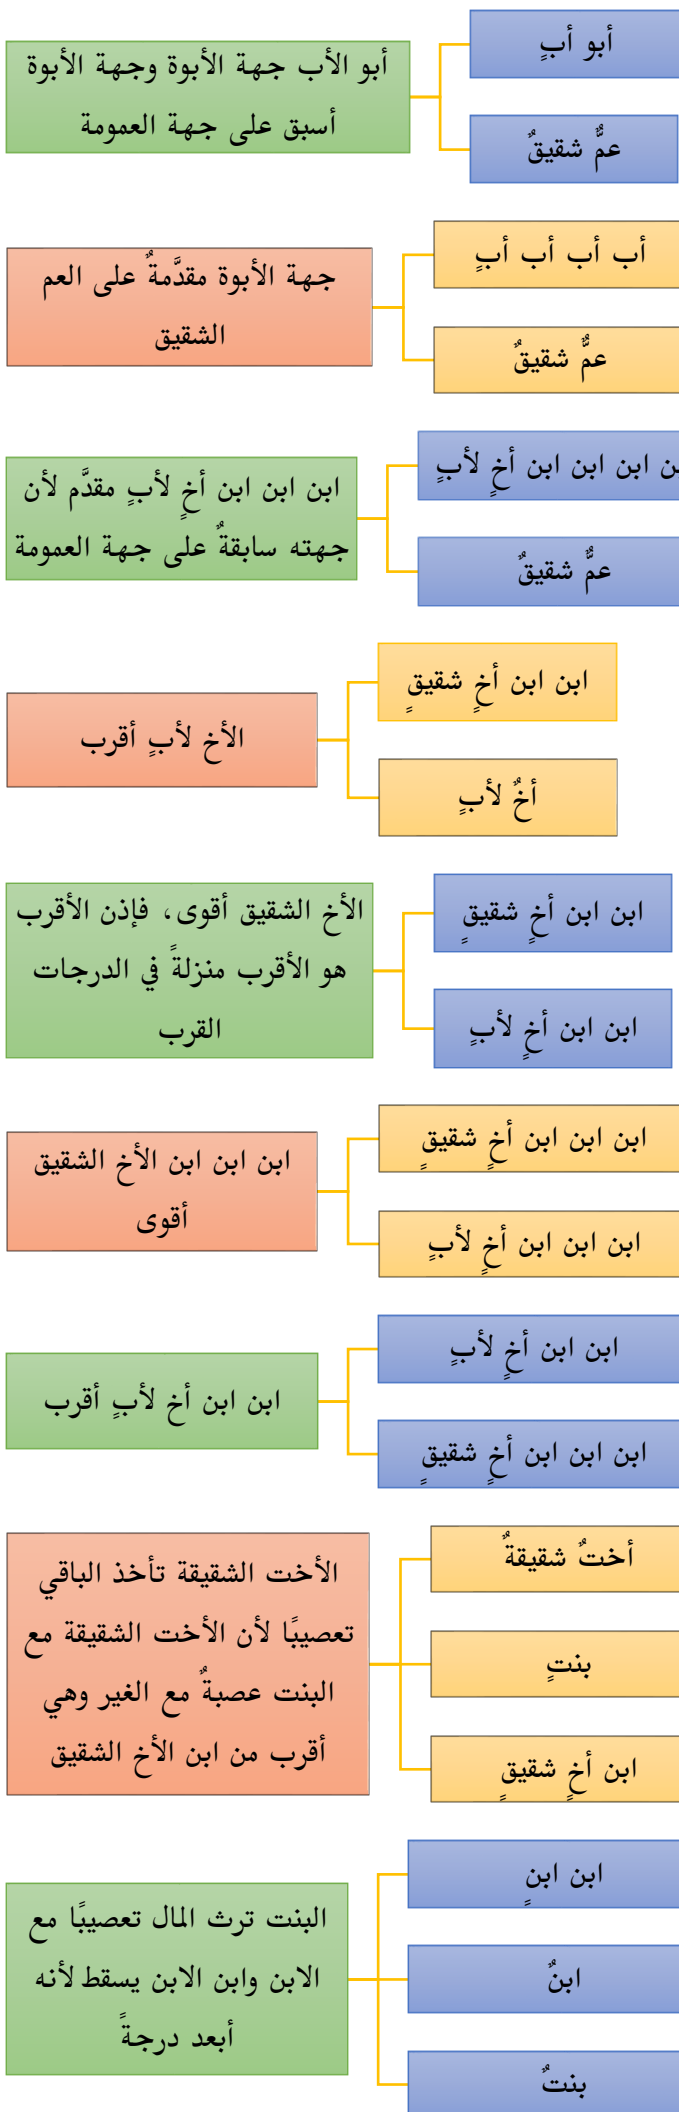 أبو أبٍ
عمٌّ شقيقٌ
أبو الأب جهة الأبوة وجهة الأبوة
أسبق على جهة العمومة
أب أب أب أبٍ
عمٌّ شقيقٌ
جهة الأبوة مقدَّمةٌ على العم
الشقيق
ابن ابن ابن أخٍ لأبٍ
عمٌّ شقيقٌ
ابن ابن ابن أخٍ لأبٍ مقدَّم لأن
جهته سابقةٌ على جهة العمومة
ابن ابن أخٍ شقيقٍ
أخٌ لأبٍ
الأخ لأبٍ أقرب
ابن ابن أخٍ شقيقٍ
ابن ابن أخٍ لأبٍ
الأخ الشقيق أقوى، فإذن الأقرب
هو الأقرب منزلةً في الدرجات
القرب
ابن ابن ابن أخٍ شقيقٍ
ابن ابن ابن أخٍ لأبٍ
ابن ابن ابن الأخ الشقيق
أقوى
ابن ابن أخٍ لأبٍ
ابن ابن ابن أخٍ شقيقٍ
ابن ابن أخ لأبٍ أقرب
أختٌ شقيقةٌ
بنتٍ
ابن أخٍ شقيقٍ
الأخت الشقيقة تأخذ الباقي
تعصيبًا لأن الأخت الشقيقة مع
البنت عصبةٌ مع الغير وهي
أقرب من ابن الأخ الشقيق
ابن ابنٍ
ابنٌ
بنتٌ
البنت ترث المال تعصيبًا مع
الابن وابن الابن يسقط لأنه
أبعد درجةً